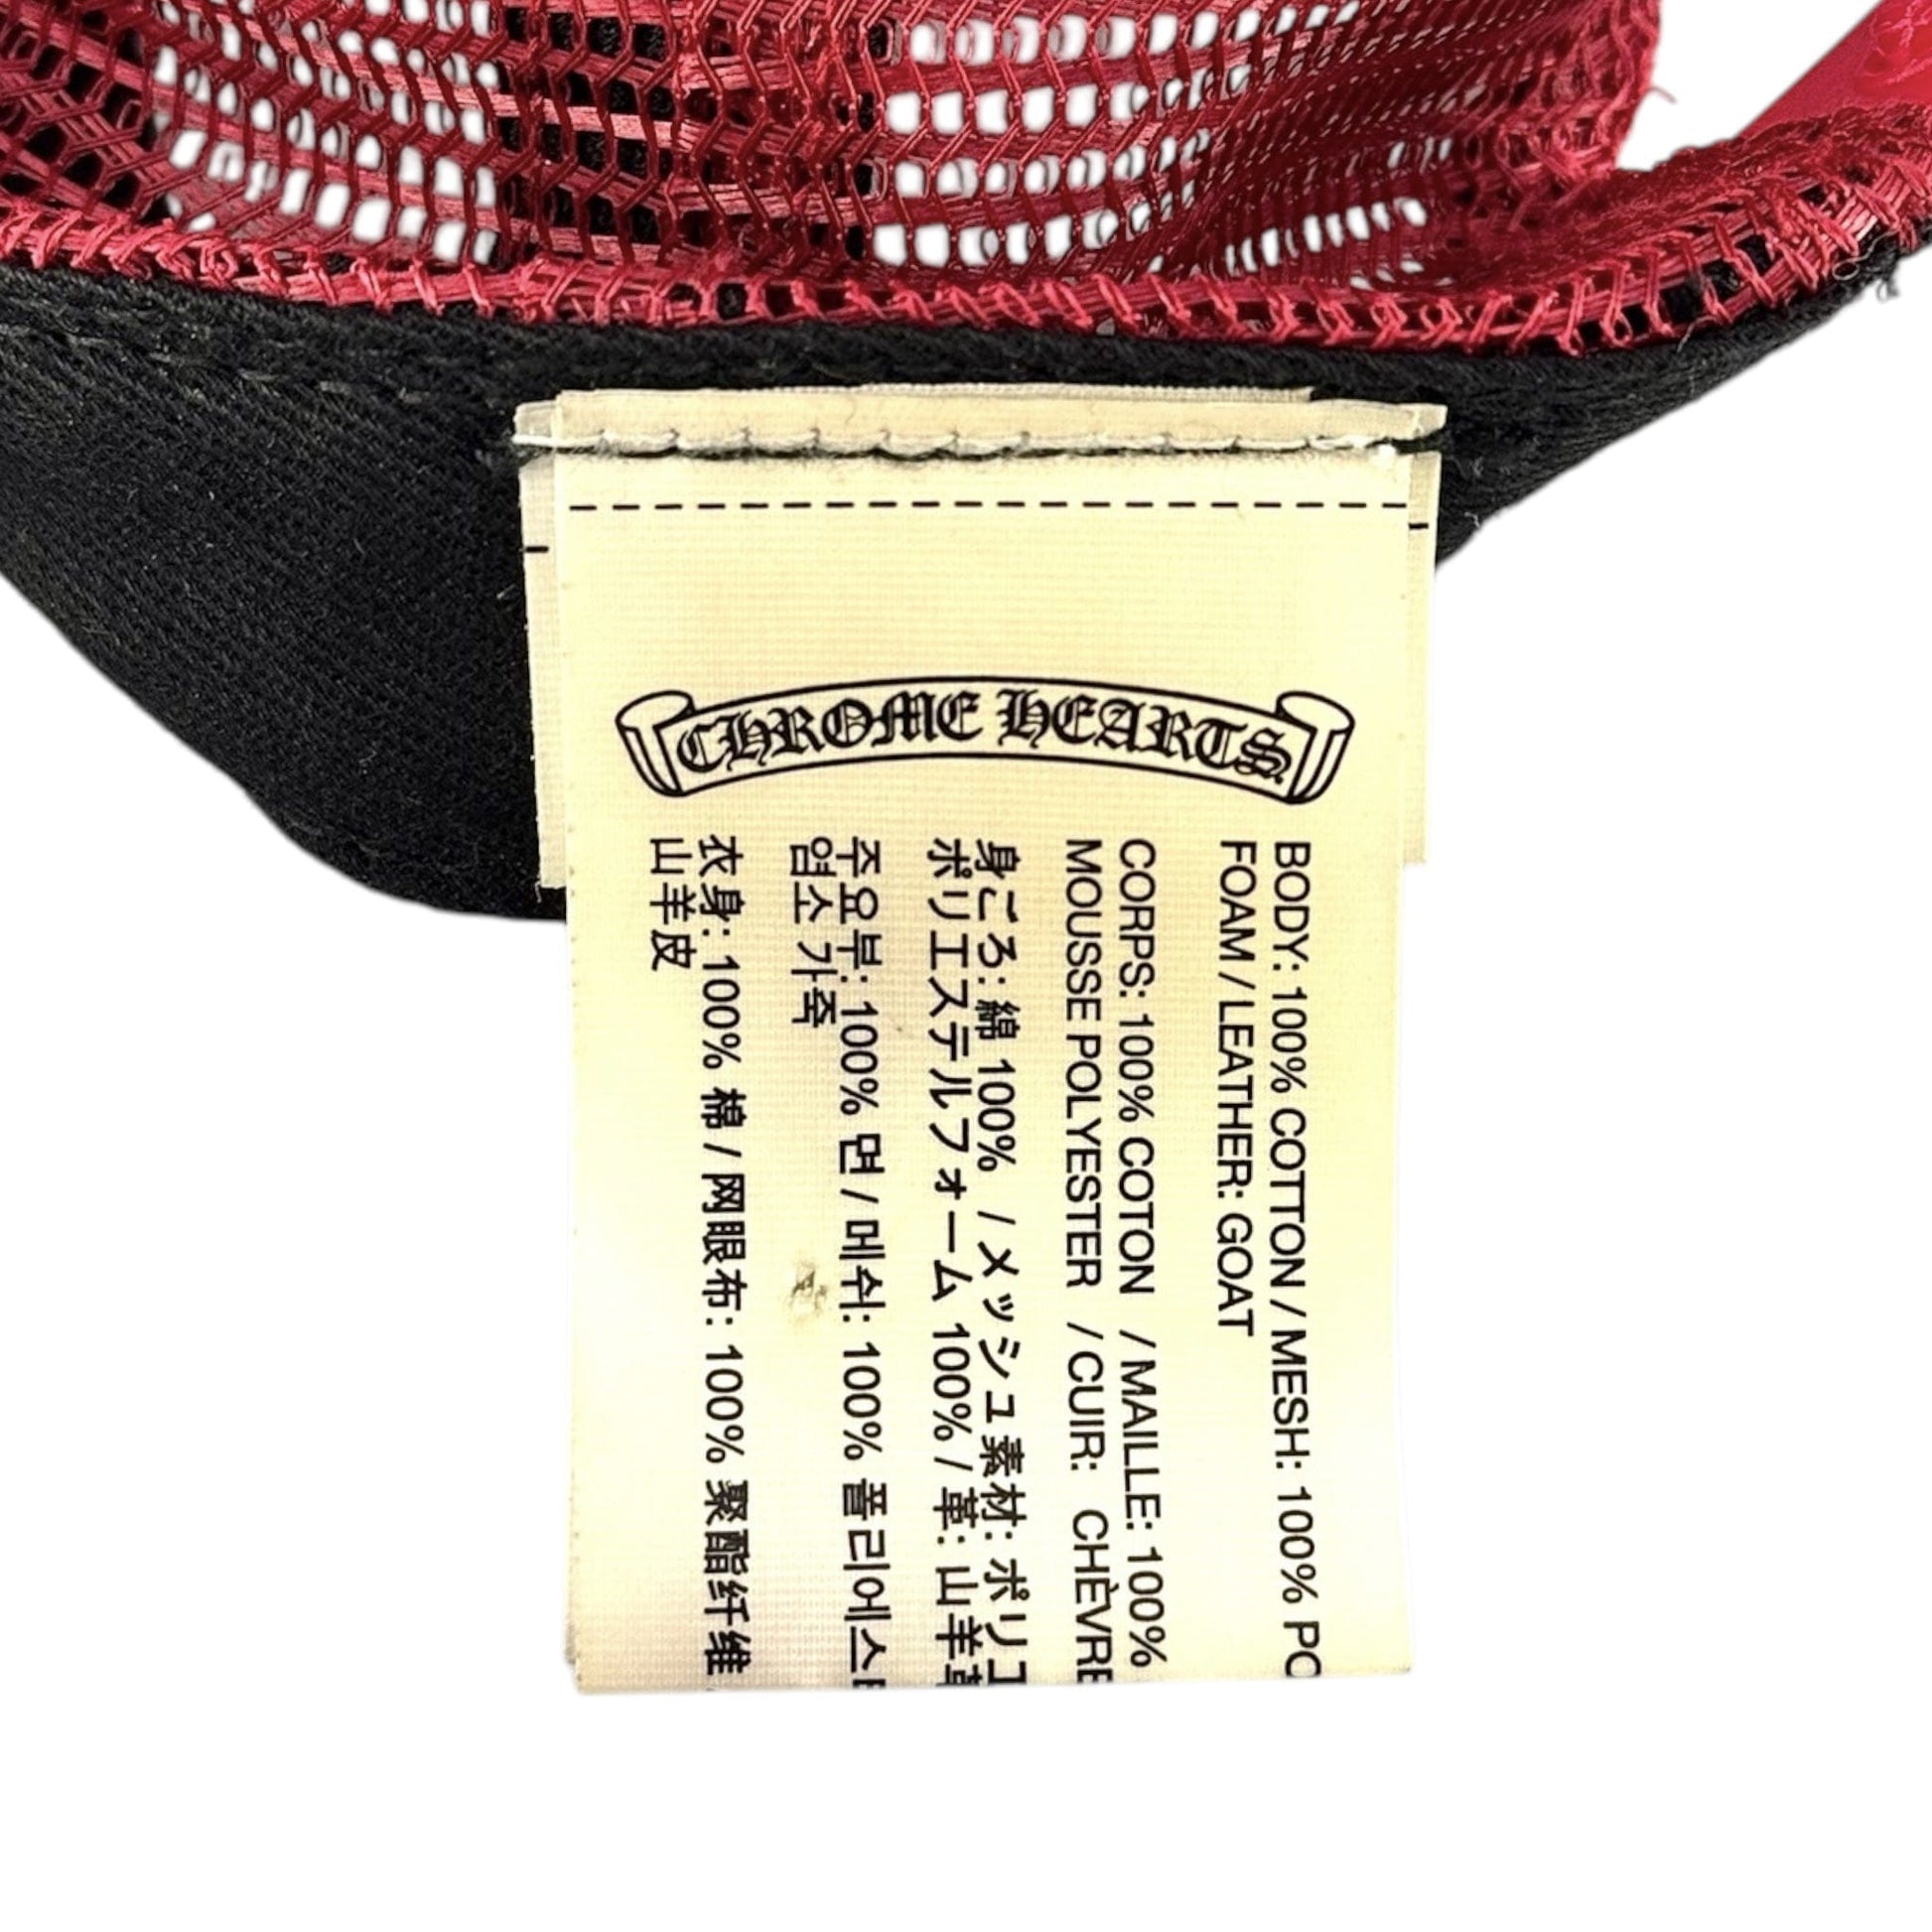 CHROME HEARTS
BODY: 100% COTTON / MESH: 100% PO
FOAM / LEATHER: GOAT
CORPS: 100% COTON / MAILLE: 100%
MOUSSE POLYESTER / CUIR: CHÈVRE
身ごろ: 綿 100% / メッシュ素材: ポリエ
ポリエステルフォーム 100% / 革: 山羊革
주요부: 100% 면 / 메쉬: 100% 폴리에스테
염소 가죽
衣身: 100% 棉 / 网眼布: 100% 聚酯纤维
山羊皮